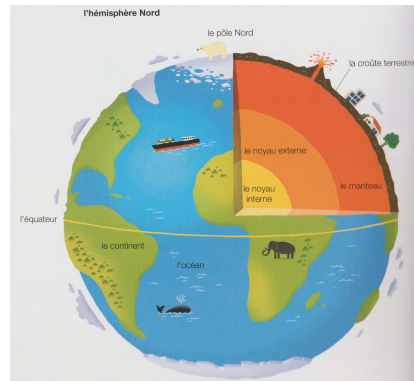 l'hémisphère Nord
le pôle Nord
la croûte terrestre
le noyau externe
le noyau
interne
le manteau
l'équateur
le continent
l'océan